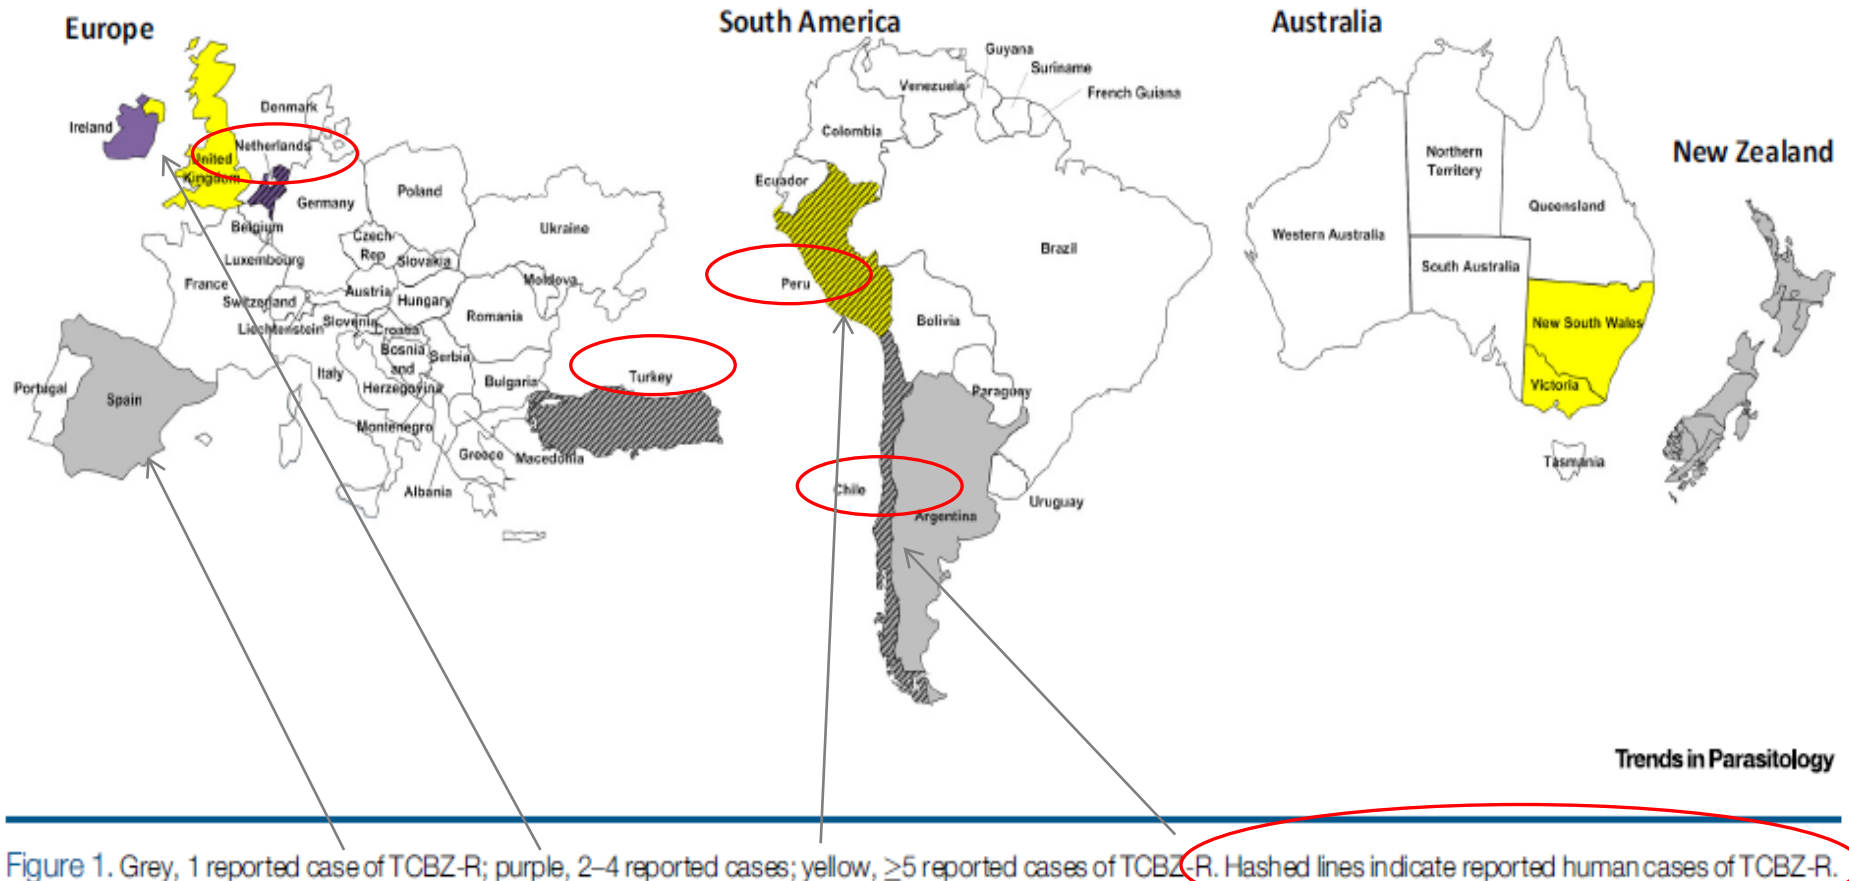 Europe
South America
Australia
New Zealand
Ireland
Denmark
Netherlands
United
Kingdom
Germany
Poland
Belgium
Luxembourg
Czech
Rep
Slovakia
Ukraine
France
Switzerland
Austria
Hungary
Moldova
Liechtenstein
Slovenia
Croatia
Romania
Bosnia
and
Herzegovina
Serbia
Italy
Bulgaria
Turkey
Portugal
Spain
Montenegro
Greece
Macedonia
Albania
Guyana
Suriname
French Guiana
Venezuela
Colombia
Ecuador
Peru
Brazil
Bolivia
Paraguay
Chile
Argentina
Uruguay
Northern
Territory
Queensland
Western Australia
South Australia
New South Wales
Victoria
Tasmania
Trends in Parasitology
Figure 1. Grey, 1 reported case of TCBZ-R; purple, 2–4 reported cases; yellow, ≥5 reported cases of TCBZ-R. Hashed lines indicate reported human cases of TCBZ-R.